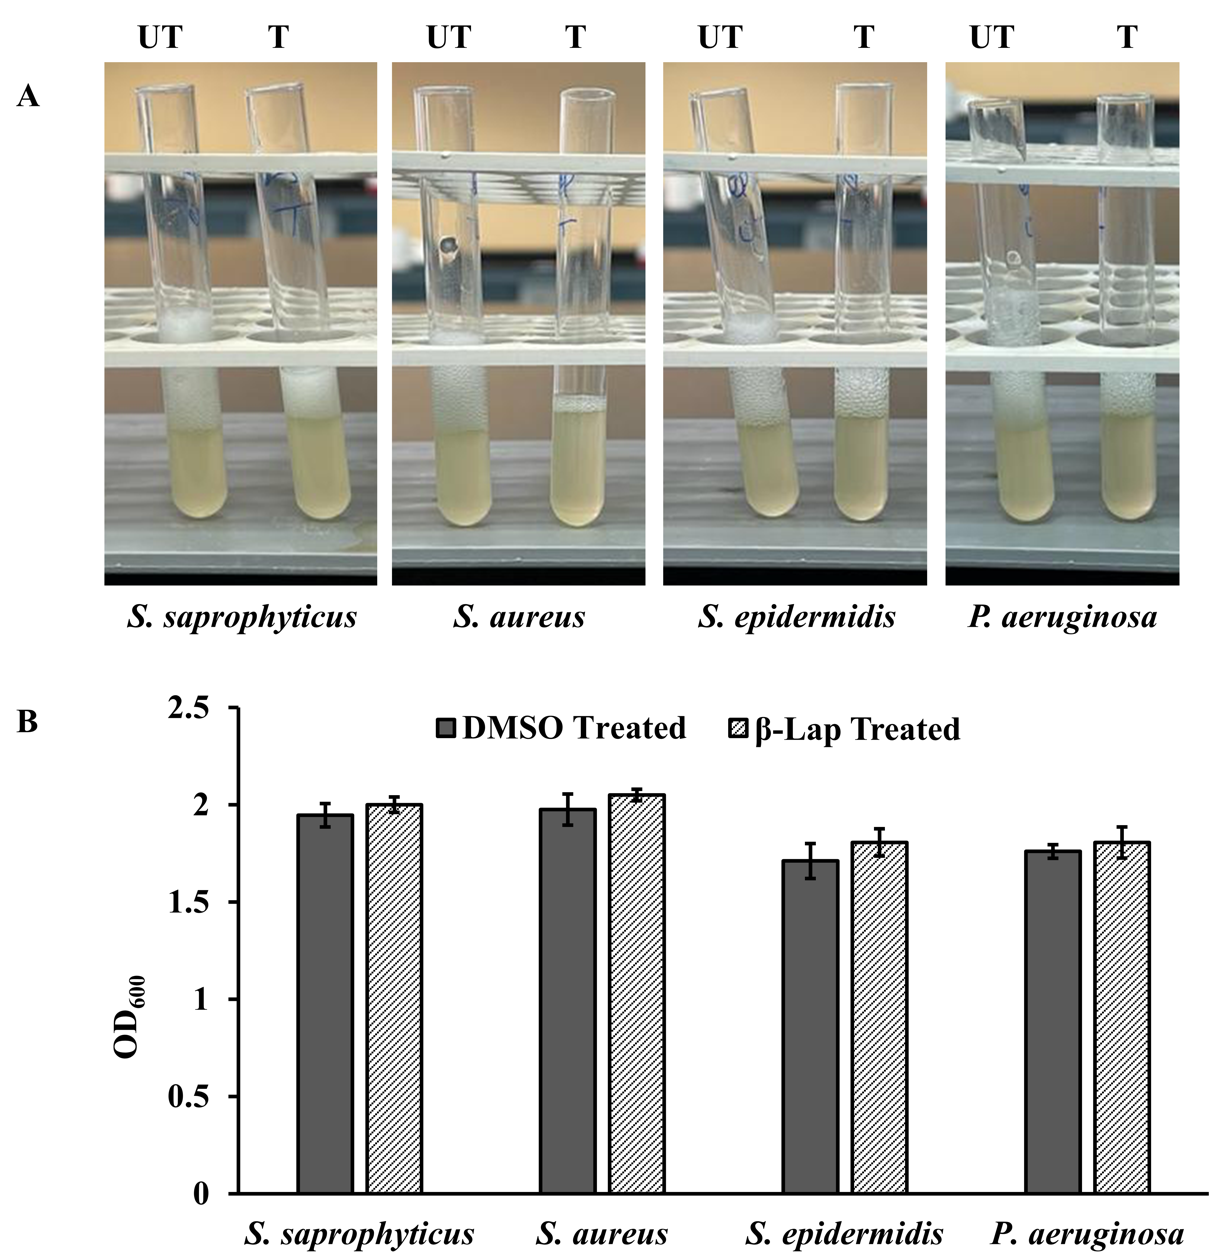 UT T UT T UT T UT T
A
S. saprophyticus S. aureus S. epidermidis P. aeruginosa
B
2.5
DMSO Treated β-Lap Treated
2
1.5
1
OD600
0.5
0
S. saprophyticus S. aureus S. epidermidis P. aeruginosa